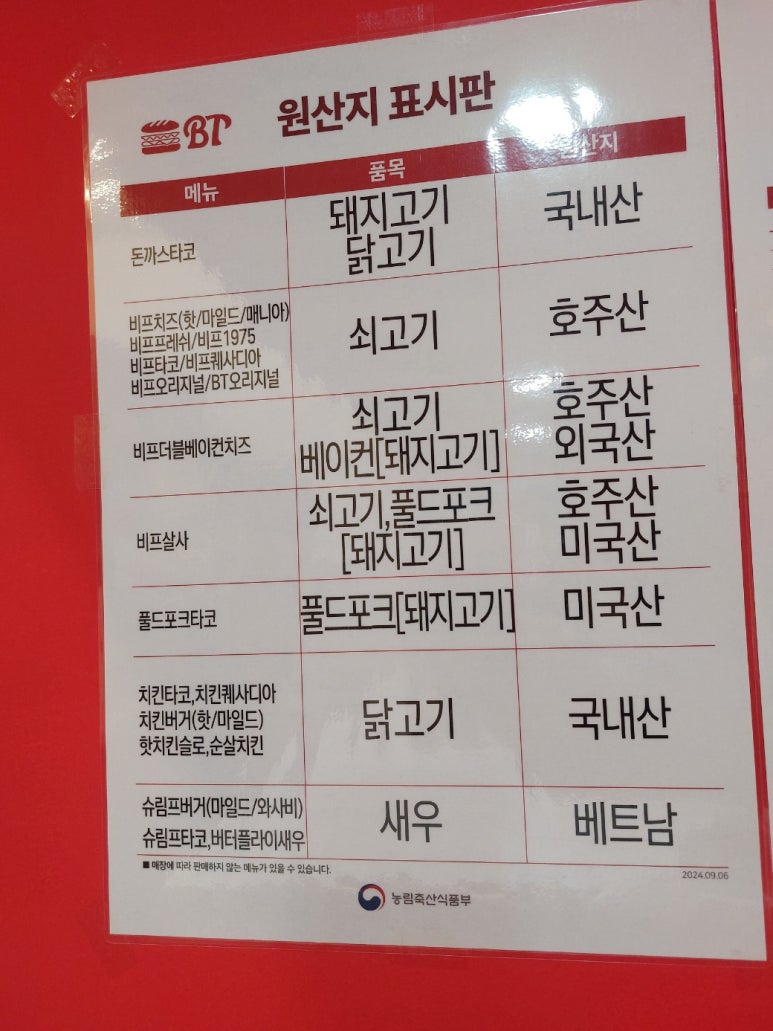 BT
원산지 표시판
메뉴
품목
원산지
돈까스타코
돼지고기
닭고기
국내산
비프치즈(핫/마일드/매니아)
비프프레쉬/비프1975
비프타코/비프퀘사디아
비프오리지널/BT오리지널
쇠고기
호주산
비프더블베이컨치즈
쇠고기
베이컨[돼지고기]
호주산
외국산
비프살사
쇠고기,풀드포크
[돼지고기]
호주산
미국산
풀드포크타코
풀드포크[돼지고기]
미국산
치킨타코,치킨퀘사디아
치킨버거(핫/마일드)
핫치킨슬로,순살치킨
닭고기
국내산
슈림프버거(마일드/와사비)
슈림프타코,버터플라이새우
새우
베트남
■ 매장에 따라 판매하지 않는 메뉴가 있을 수 있습니다.
2024.09.06
농림축산식품부